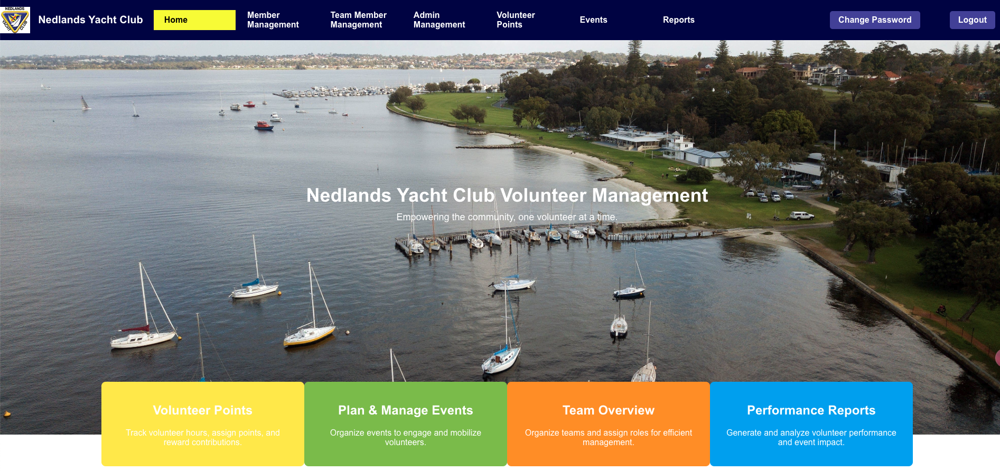 NEDLANDS
YACHT CLUB
Nedlands Yacht Club
Home
Member
Management
Team Member
Management
Admin
Management
Volunteer
Points
Events
Reports
Change Password
Logout
Nedlands Yacht Club Volunteer Management
Empowering the community, one volunteer at a time.
Volunteer Points
Track volunteer hours, assign points, and
reward contributions.
Plan & Manage Events
Organize events to engage and mobilize
volunteers.
Team Overview
Organize teams and assign roles for efficient
management.
Performance Reports
Generate and analyze volunteer performance
and event impact.